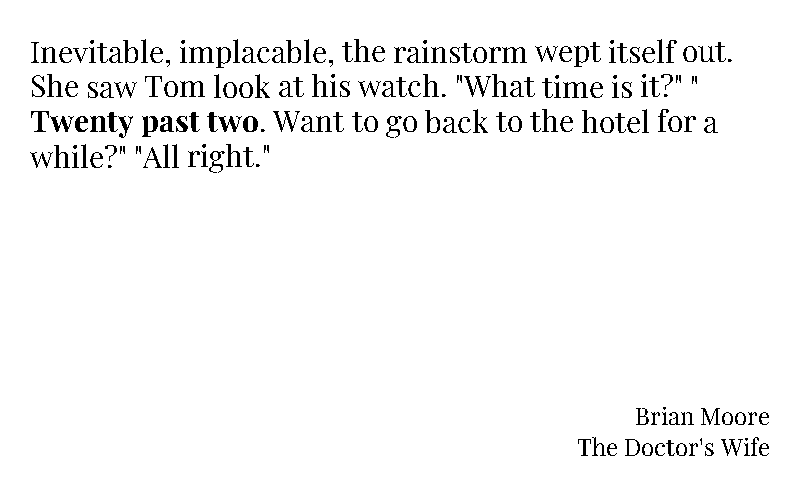 Inevitable, implacable, the rainstorm wept itself out.
She saw Tom look at his watch. "What time is it?" "
Twenty past two. Want to go back to the hotel for a
while?" "All right."
Brian Moore
The Doctor's Wife